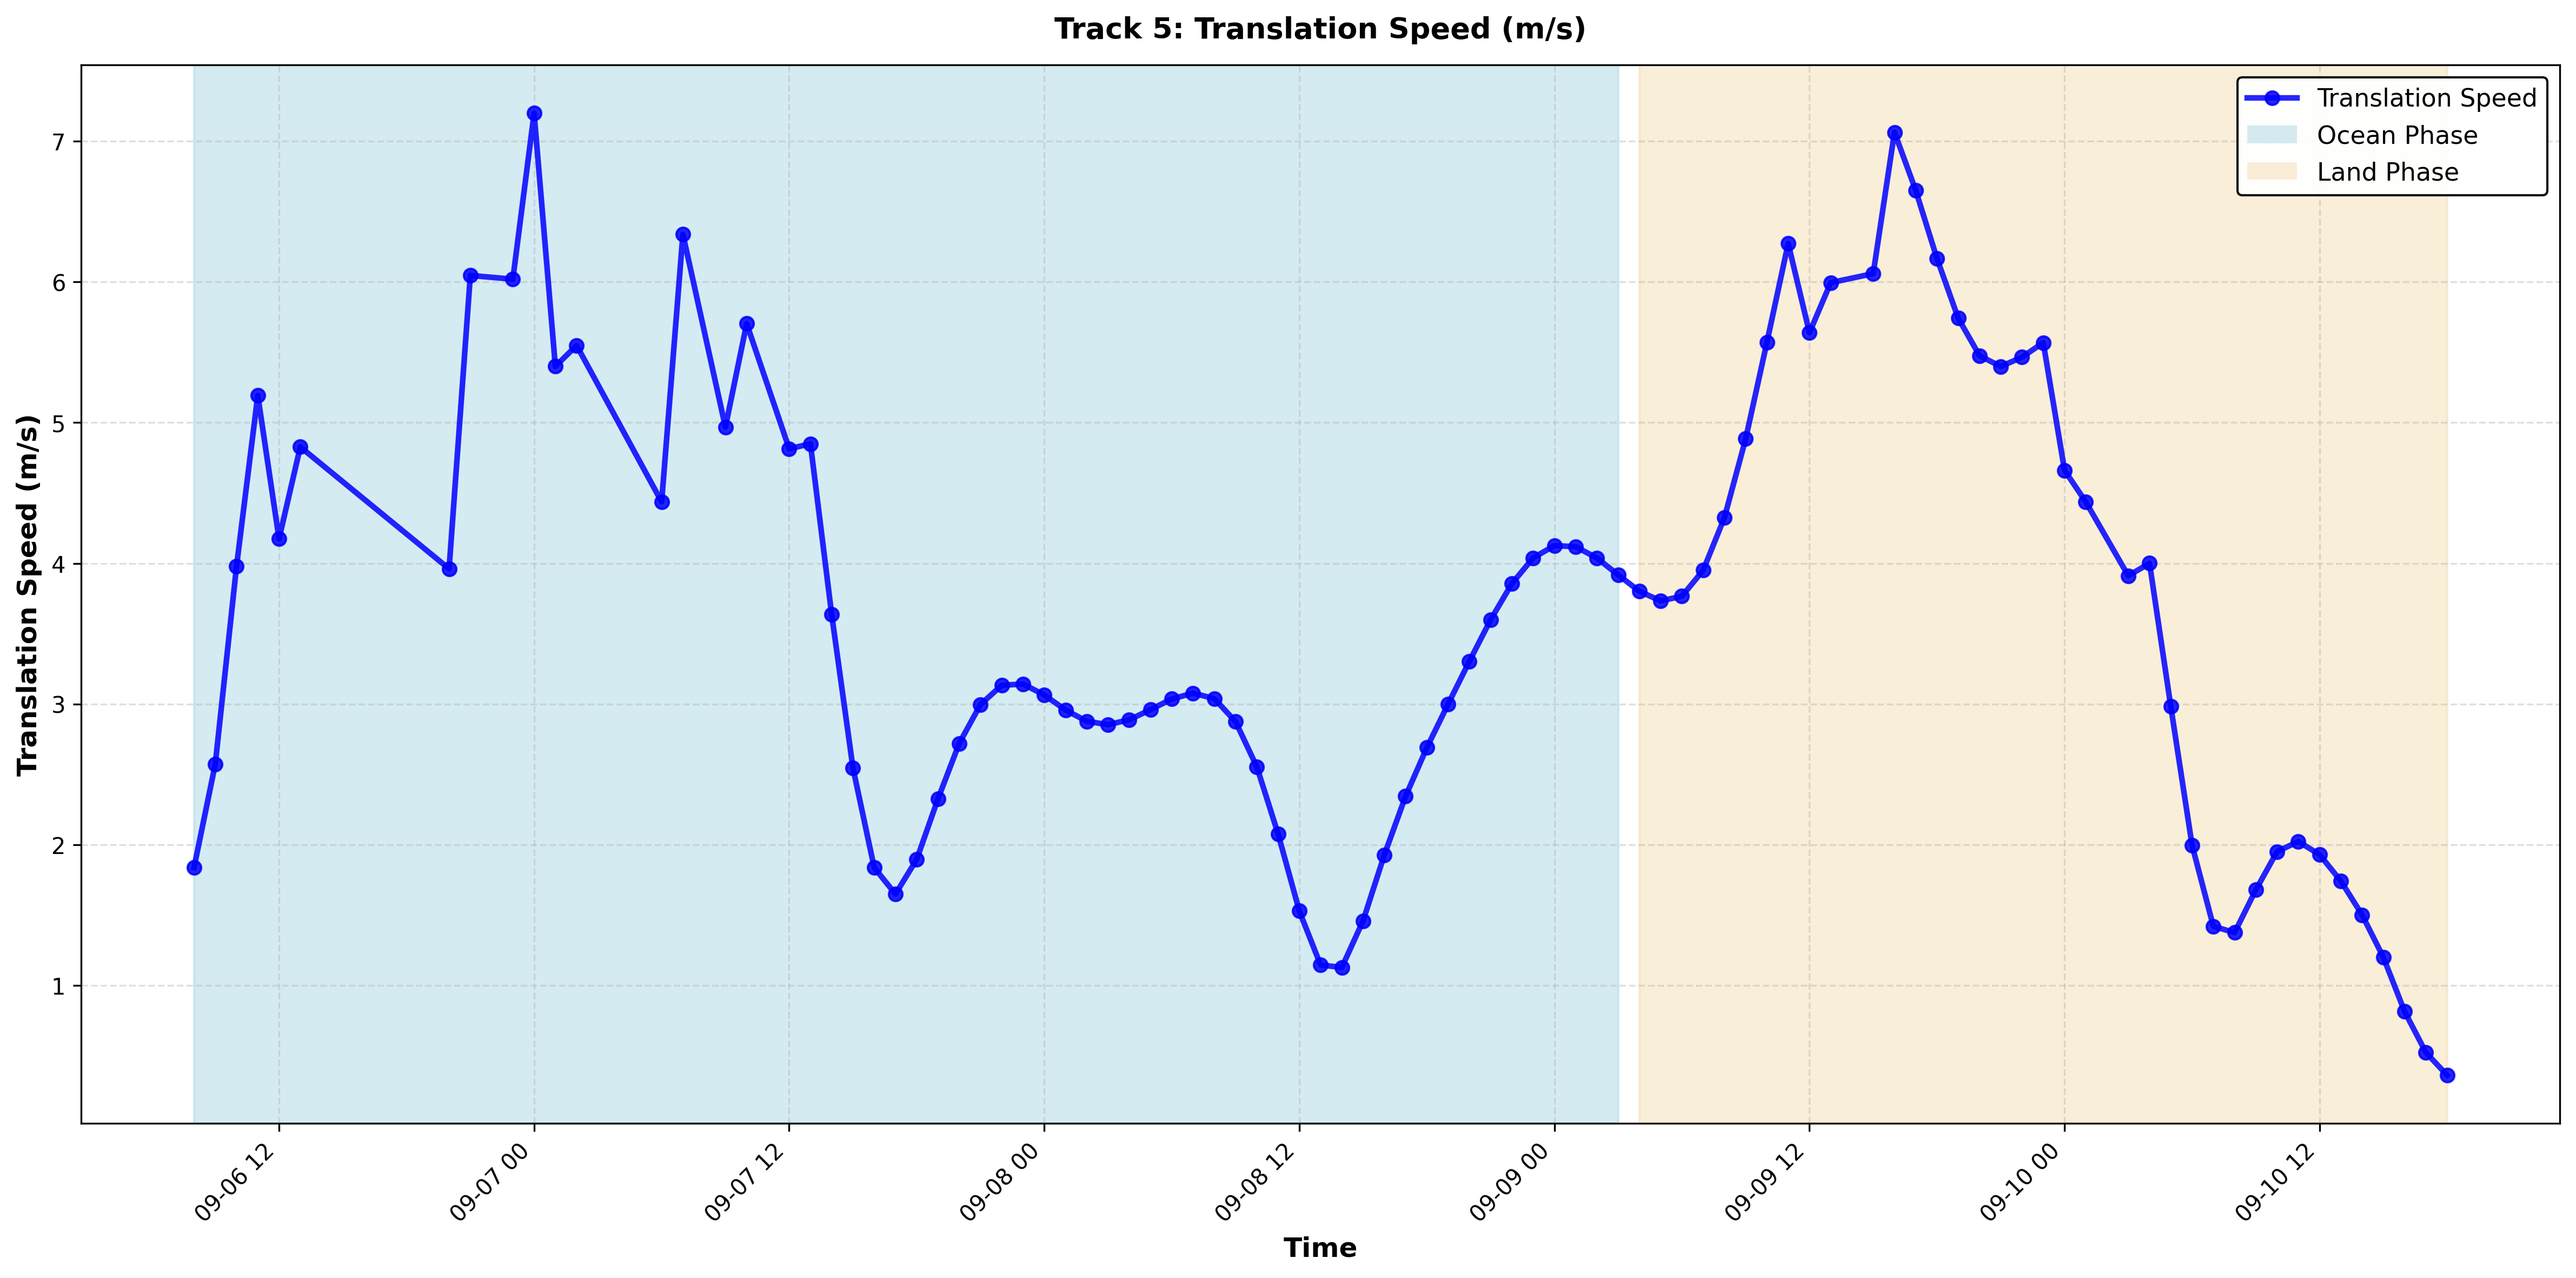 Track 5: Translation Speed (m/s)
Translation Speed
Ocean Phase
Land Phase
Translation Speed (m/s)
7
6
5
4
3
2
1
09-06 12
09-07 00
09-07 12
09-08 00
09-08 12
09-09 00
09-09 12
09-10 00
09-10 12
Time